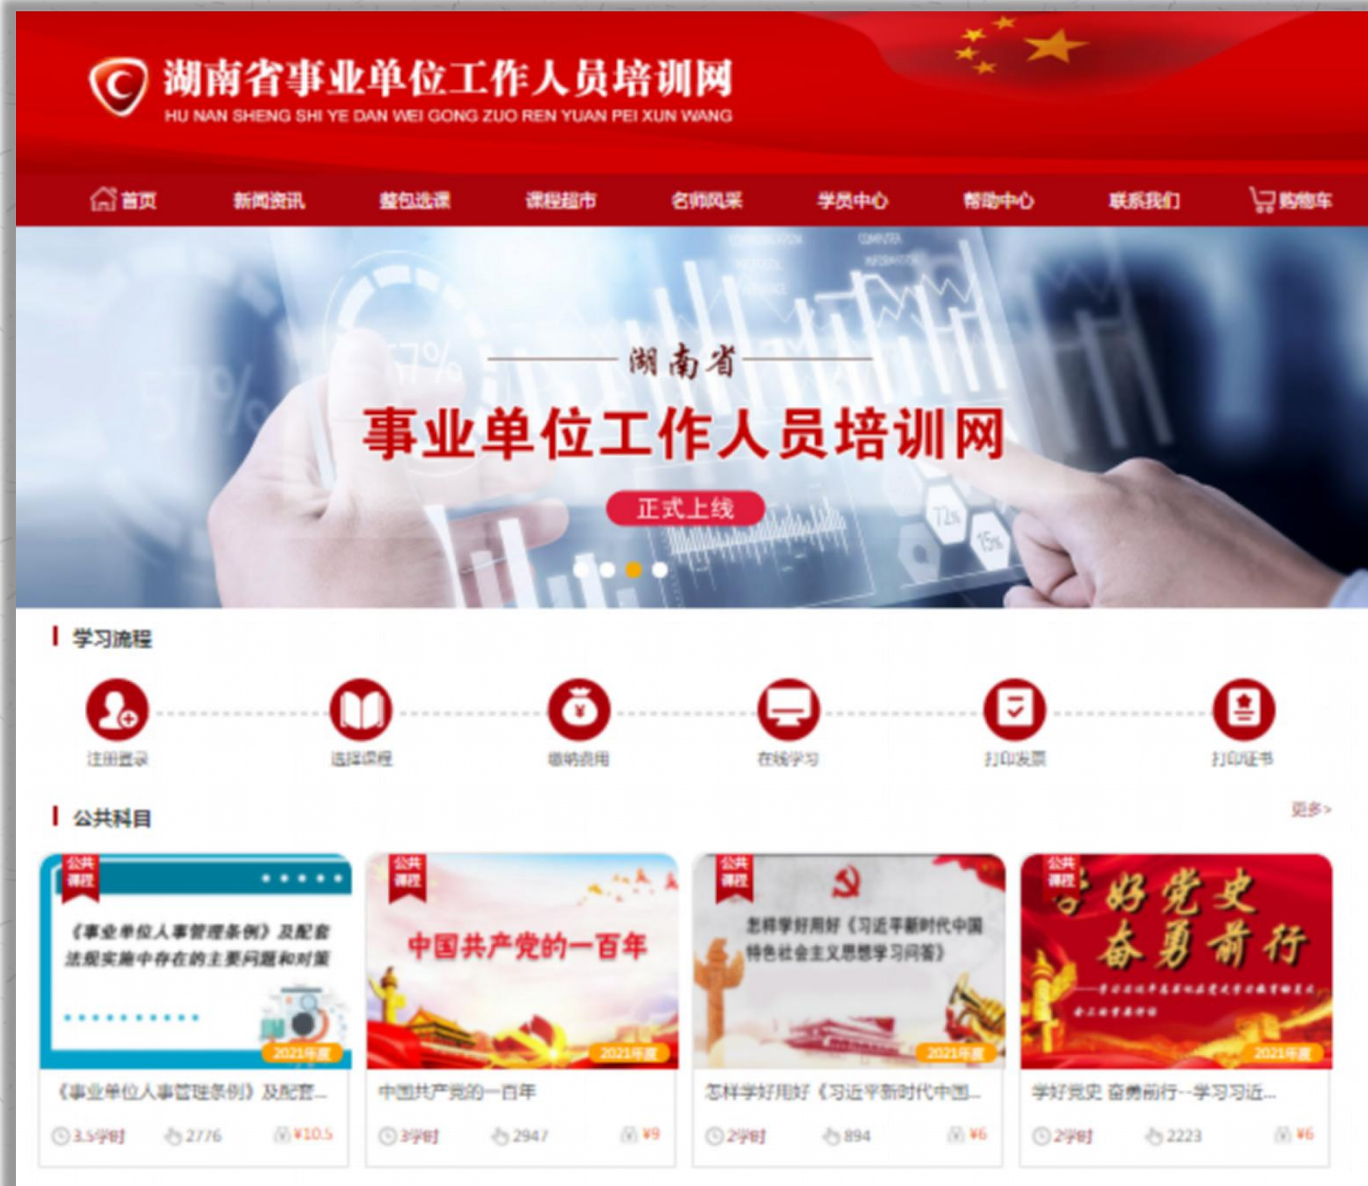 湖南省事业单位工作人员培训网
HU NAN SHENG SHI YE DAN WEI GONG ZUO REN YUAN PEI XUN WANG
首页 新闻资讯 整包选课 课程超市 名师风采 学员中心 帮助中心 联系我们 购物车
57%
57%
湖南省
事业单位工作人员培训网
正式上线
72%
15%
学习流程
注册登录 选择课程 缴纳费用 在线学习 打印发票 打印证书
公共科目
更多>
公共课程
《事业单位人事管理条例》及配套
法规实施中存在的主要问题和对策
2021年度
公共课程
中国共产党的一百年
2021年度
公共课程
怎样学好用好《习近平新时代中国
特色社会主义思想学习问答》
2021年度
公共课程
学好党史
奋勇前行
2021年度
《事业单位人事管理条例》及配套...
3.5学时 2776 ¥10.5
中国共产党的一百年
3学时 2947 ¥9
怎样学好用好《习近平新时代中国...
2学时 894 ¥6
学好党史 奋勇前行--学习习近...
2学时 2223 ¥6